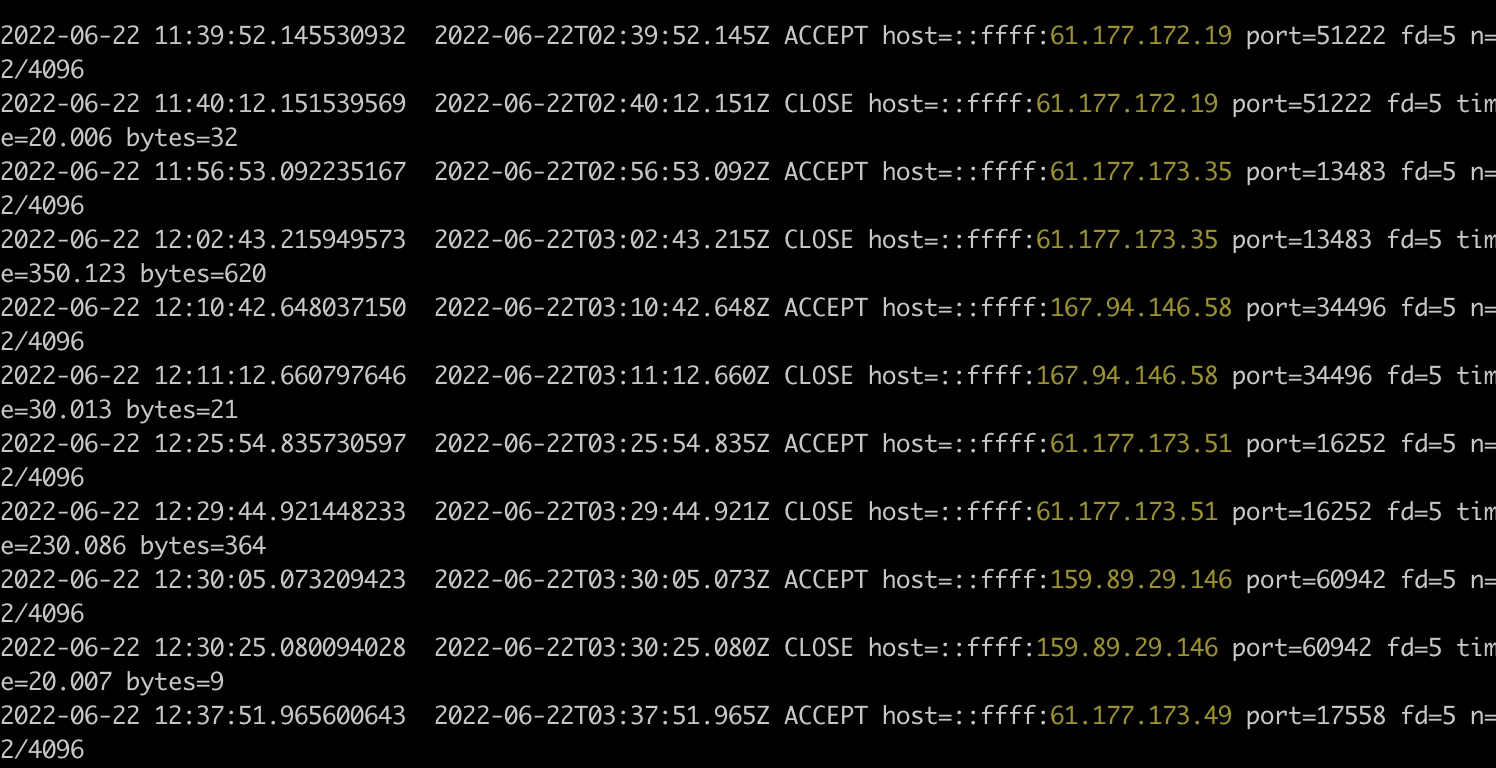 2022-06-22 11:39:52.145530932  2022-06-22T02:39:52.145Z ACCEPT host=::ffff:61.177.172.19 port=51222 fd=5 n=
2/4096
2022-06-22 11:40:12.151539569  2022-06-22T02:40:12.151Z CLOSE host=::ffff:61.177.172.19 port=51222 fd=5 tim
e=20.006 bytes=32
2022-06-22 11:56:53.092235167  2022-06-22T02:56:53.092Z ACCEPT host=::ffff:61.177.173.35 port=13483 fd=5 n=
2/4096
2022-06-22 12:02:43.215949573  2022-06-22T03:02:43.215Z CLOSE host=::ffff:61.177.173.35 port=13483 fd=5 tim
e=350.123 bytes=620
2022-06-22 12:10:42.648037150  2022-06-22T03:10:42.648Z ACCEPT host=::ffff:167.94.146.58 port=34496 fd=5 n=
2/4096
2022-06-22 12:11:12.660797646  2022-06-22T03:11:12.660Z CLOSE host=::ffff:167.94.146.58 port=34496 fd=5 tim
e=30.013 bytes=21
2022-06-22 12:25:54.835730597  2022-06-22T03:25:54.835Z ACCEPT host=::ffff:61.177.173.51 port=16252 fd=5 n=
2/4096
2022-06-22 12:29:44.921448233  2022-06-22T03:29:44.921Z CLOSE host=::ffff:61.177.173.51 port=16252 fd=5 tim
e=230.086 bytes=364
2022-06-22 12:30:05.073209423  2022-06-22T03:30:05.073Z ACCEPT host=::ffff:159.89.29.146 port=60942 fd=5 n=
2/4096
2022-06-22 12:30:25.080094028  2022-06-22T03:30:25.080Z CLOSE host=::ffff:159.89.29.146 port=60942 fd=5 tim
e=20.007 bytes=9
2022-06-22 12:37:51.965600643  2022-06-22T03:37:51.965Z ACCEPT host=::ffff:61.177.173.49 port=17558 fd=5 n=
2/4096